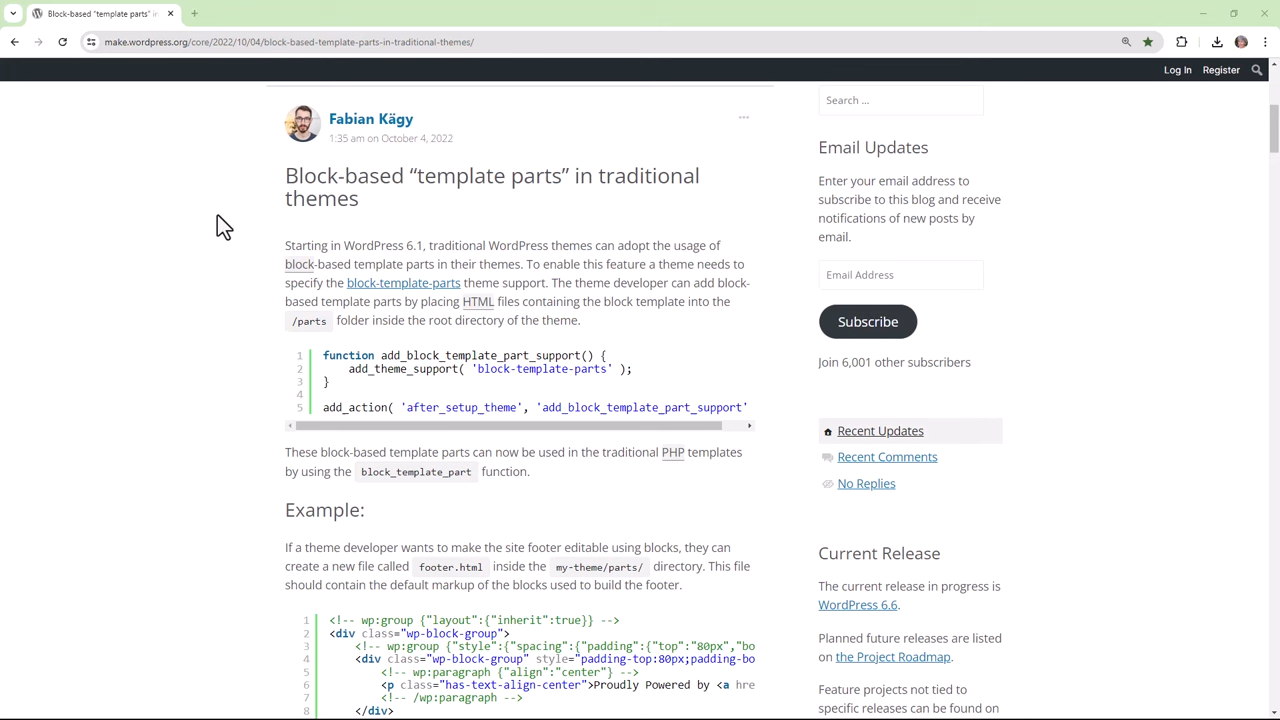 Block-based “template parts” in
make.wordpress.org/core/2022/10/04/block-based-template-parts-in-traditional-themes/
Log In Register
Fabian Kägy
1:35 am on October 4, 2022
Block-based “template parts” in traditional
themes
Starting in WordPress 6.1, traditional WordPress themes can adopt the usage of
block-based template parts in their themes. To enable this feature a theme needs to
specify the block-template-parts theme support. The theme developer can add block-
based template parts by placing HTML files containing the block template into the
/parts folder inside the root directory of the theme.
1 function add_block_template_part_support() {
2 add_theme_support( 'block-template-parts' );
3 }
4
5 add_action( 'after_setup_theme', 'add_block_template_part_support'
These block-based template parts can now be used in the traditional PHP templates
by using the block_template_part function.
Example:
If a theme developer wants to make the site footer editable using blocks, they can
create a new file called footer.html inside the my-theme/parts/ directory. This file
should contain the default markup of the blocks used to build the footer.
1 <!-- wp:group {"layout":{"inherit":true}} -->
2 <div class="wp-block-group">
3 <!-- wp:group {"style":{"spacing":{"padding":{"top":"80px","bo
4 <div class="wp-block-group" style="padding-top:80px;padding-bo
5 <!-- wp:paragraph {"align":"center"} -->
6 <p class="has-text-align-center">Proudly Powered by <a hre
7 <!-- /wp:paragraph -->
8 </div>
Search …
Email Updates
Enter your email address to
subscribe to this blog and receive
notifications of new posts by
email.
Email Address
Subscribe
Join 6,001 other subscribers
Recent Updates
Recent Comments
No Replies
Current Release
The current release in progress is
WordPress 6.6.
Planned future releases are listed
on the Project Roadmap.
Feature projects not tied to
specific releases can be found on